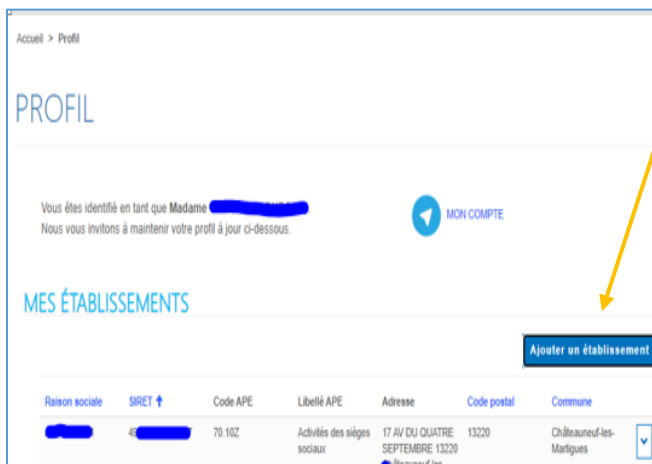 Accueil > Profil
PROFIL
Vous êtes identifié en tant que Madame
Nous vous invitons à maintenir votre profil à jour ci-dessous.
MON COMPTE
MES ÉTABLISSEMENTS
Ajouter un établissement
Raison sociale SIRET ↑ Code APE Libellé APE Adresse Code postal Commune
70.10Z Activités des sièges 17 AV DU QUATRE 13220 Châteauneuf-les-
sociaux SEPTEMBRE 13220 Martigues